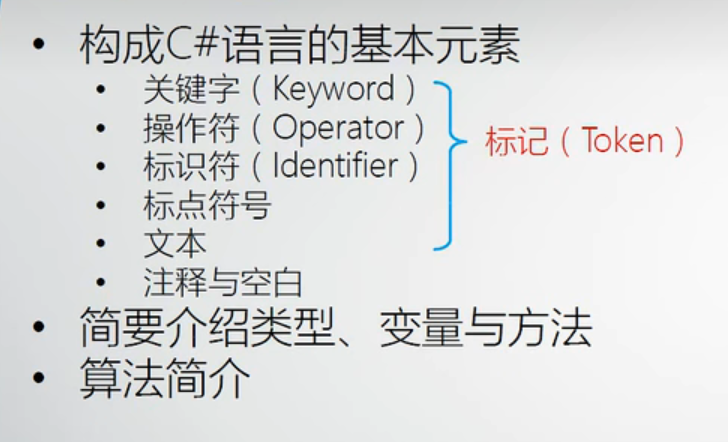 构成C#语言的基本元素
关键字（Keyword）
操作符（Operator）
标识符（Identifier）
标记（Token）
标点符号
文本
注释与空白
简要介绍类型、变量与方法
算法简介